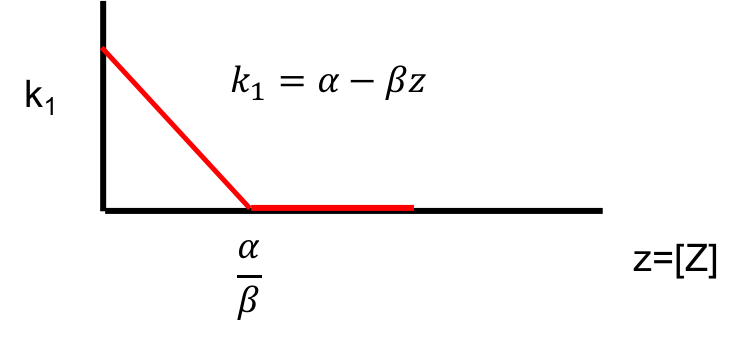 k₁ = α − βz
k₁
α
β
z=[Z]